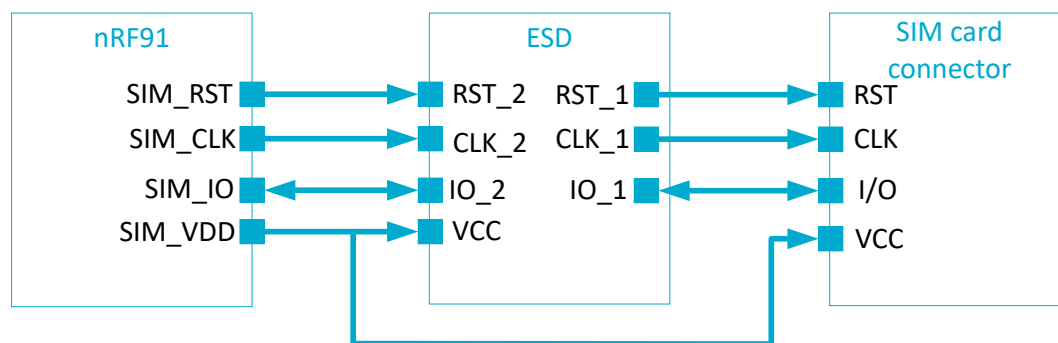 nRF91
SIM_RST
SIM_CLK
SIM_IO
SIM_VDD
ESD
RST_2
CLK_2
IO_2
VCC
RST_1
CLK_1
IO_1
SIM card
connector
RST
CLK
I/O
VCC